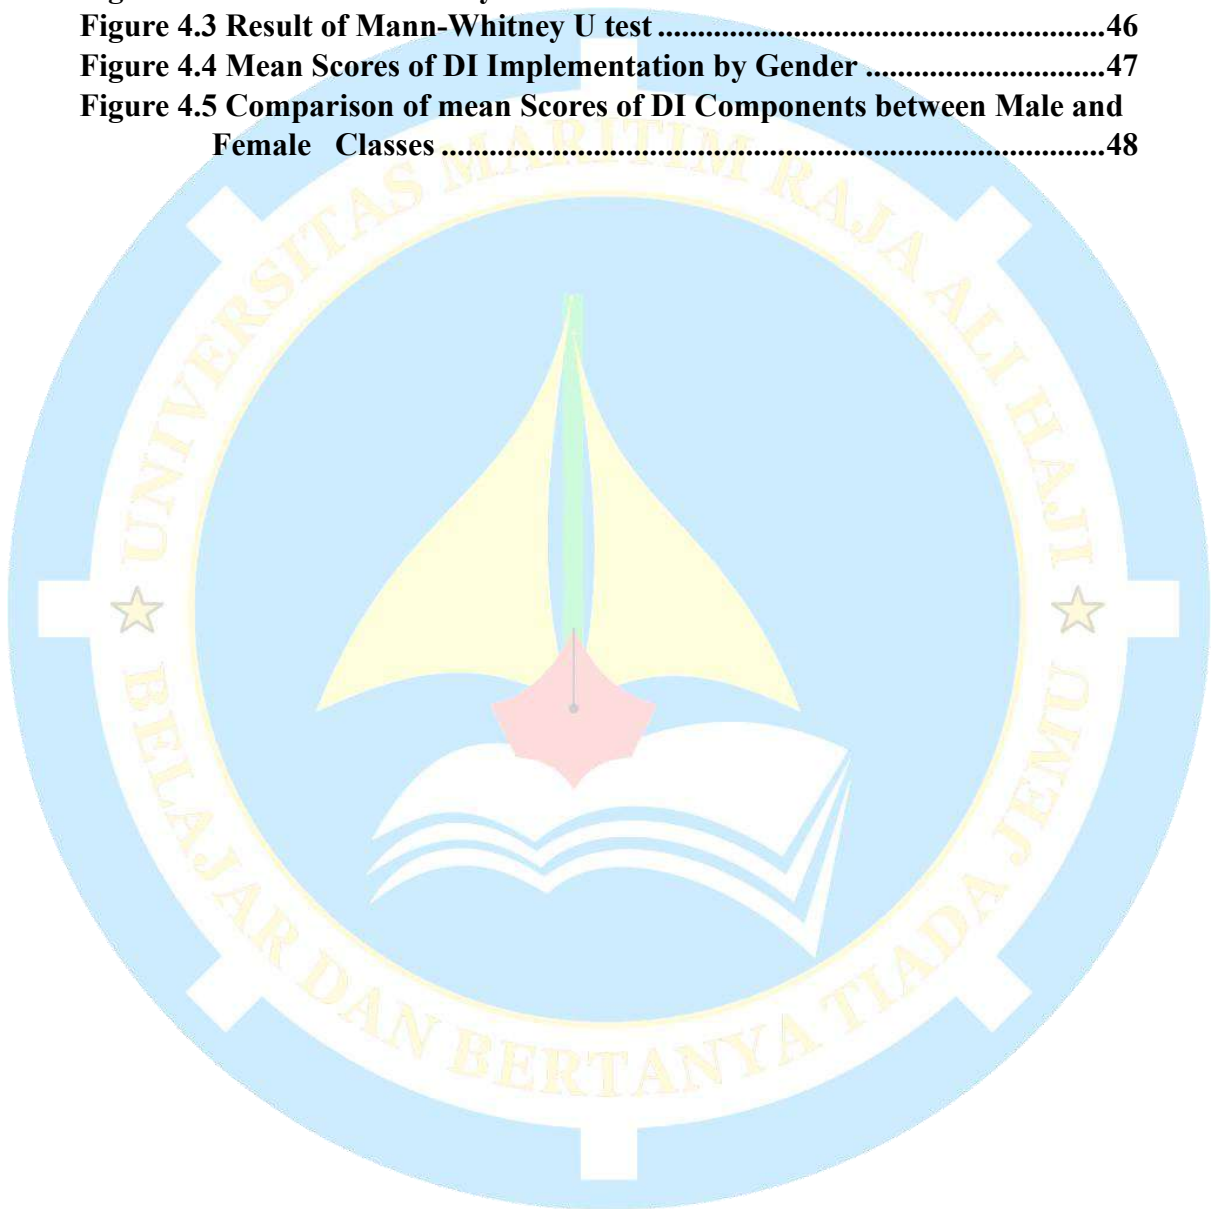 Figure 4.3 Result of Mann-Whitney U test ......................................................................46
Figure 4.4 Mean Scores of DI Implementation by Gender .................................47
Figure 4.5 Comparison of mean Scores of DI Components between Male and
Female Classes ........................................................................................................48
UNIVERSITAS MARITIM RAJA ALI HAJI
BELAJAR DAN BERTANYA TIADA JEMU